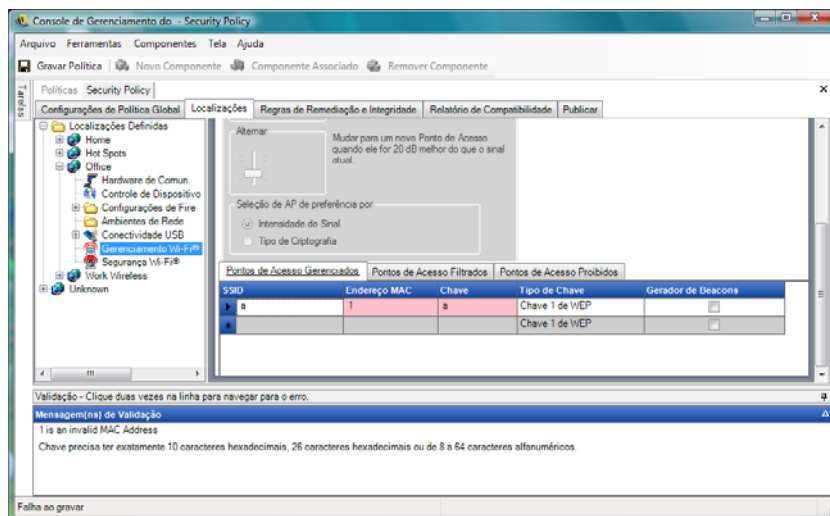 Console de Gerenciamento do - Security Policy
Arquivo Ferramentas Componentes Tela Ajuda
Gravar Política Novo Componente Componente Associado Remover Componente
Tarefas
Políticas Security Policy
Configurações de Política Global Localizações Regras de Remediação e Integridade Relatório de Compatibilidade Publicar
Localizações Definidas
Home
Hot Spots
Office
Hardware de Comun.
Controle de Dispositivo
Configurações de Fire
Ambientes de Rede
Conectividade USB
Gerenciamento Wi-Fi®
Segurança Wi-Fi®
Work Wireless
Unknown
Alternar
Mudar para um novo Ponto de Acesso
quando ele for 20 dB melhor do que o sinal
atual.
Seleção de AP de preferência por
Intensidade do Sinal
Tipo de Criptografia
Pontos de Acesso Gerenciados Pontos de Acesso Filtrados Pontos de Acesso Proibidos
SSID Endereço MAC Chave Tipo de Chave Gerador de Beacons
a 1 a Chave 1 de WEP
Chave 1 de WEP
Validação - Clique duas vezes na linha para navegar para o erro.
Mensagem(ns) de Validação
1 is an invalid MAC Address
Chave precisa ter exatamente 10 caracteres hexadecimais, 26 caracteres hexadecimais ou de 8 a 64 caracteres alfanuméricos.
Falha ao gravar